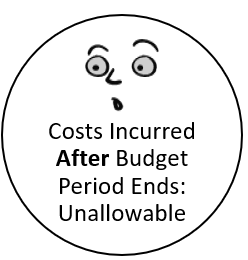 Costs Incurred
After Budget
Period Ends:
Unallowable